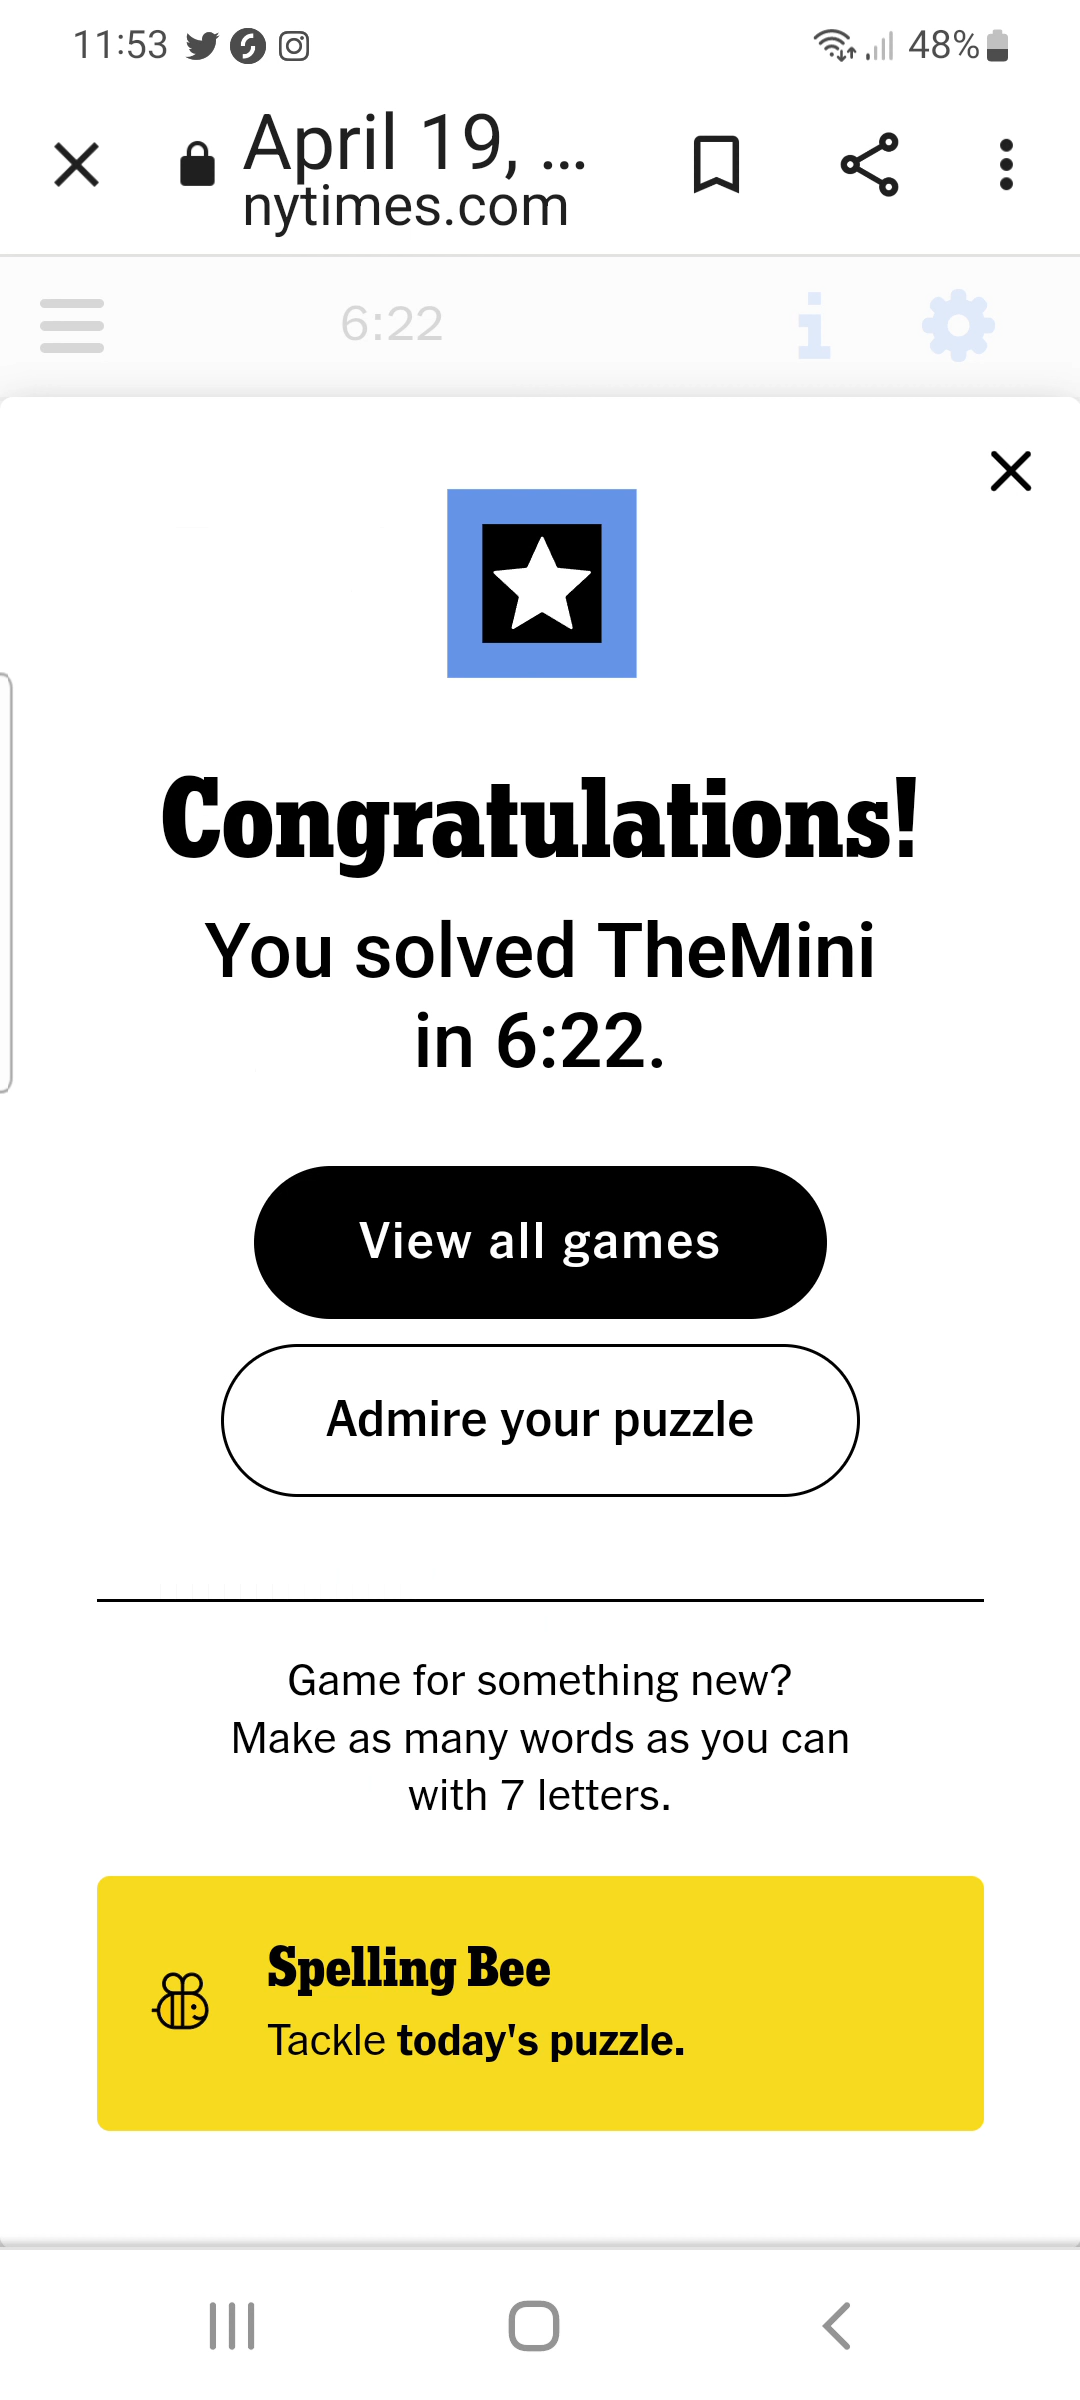 11:53
48%
April 19, ...
nytimes.com
6:22
Congratulations!
You solved TheMini
in 6:22.
View all games
Admire your puzzle
Game for something new?
Make as many words as you can
with 7 letters.
Spelling Bee
Tackle today's puzzle.